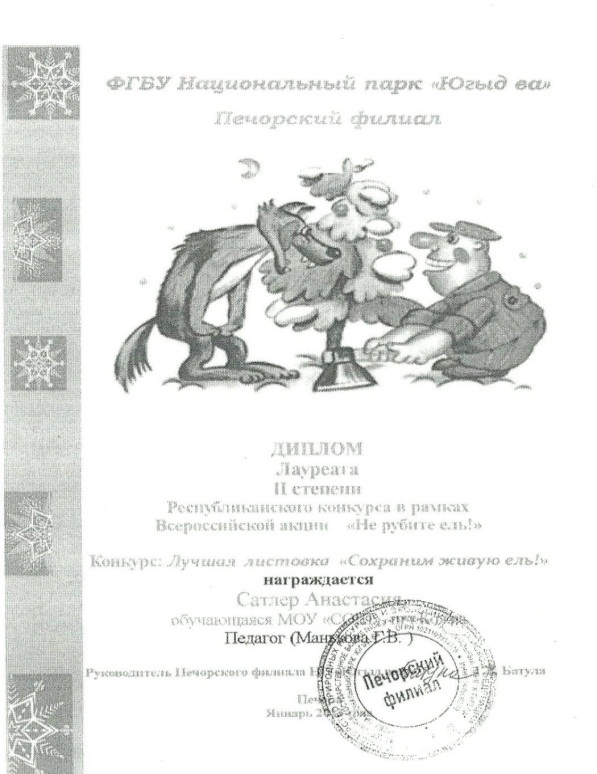 ФГБУ Национальный парк «Югыд ва»
Печорский филиал
ДИПЛОМ
Лауреата
II степени
Республиканского конкурса в рамках
Всероссийской акции «Не рубите ель!»
Конкурс: Лучшая листовка «Сохраним живую ель!»
награждается
Сатлер Анастасия
обучающаяся МОУ
Педагог (Манькова Г.В. )
Руководитель Печорского филиала Батула
Январь
Печорский
филиал